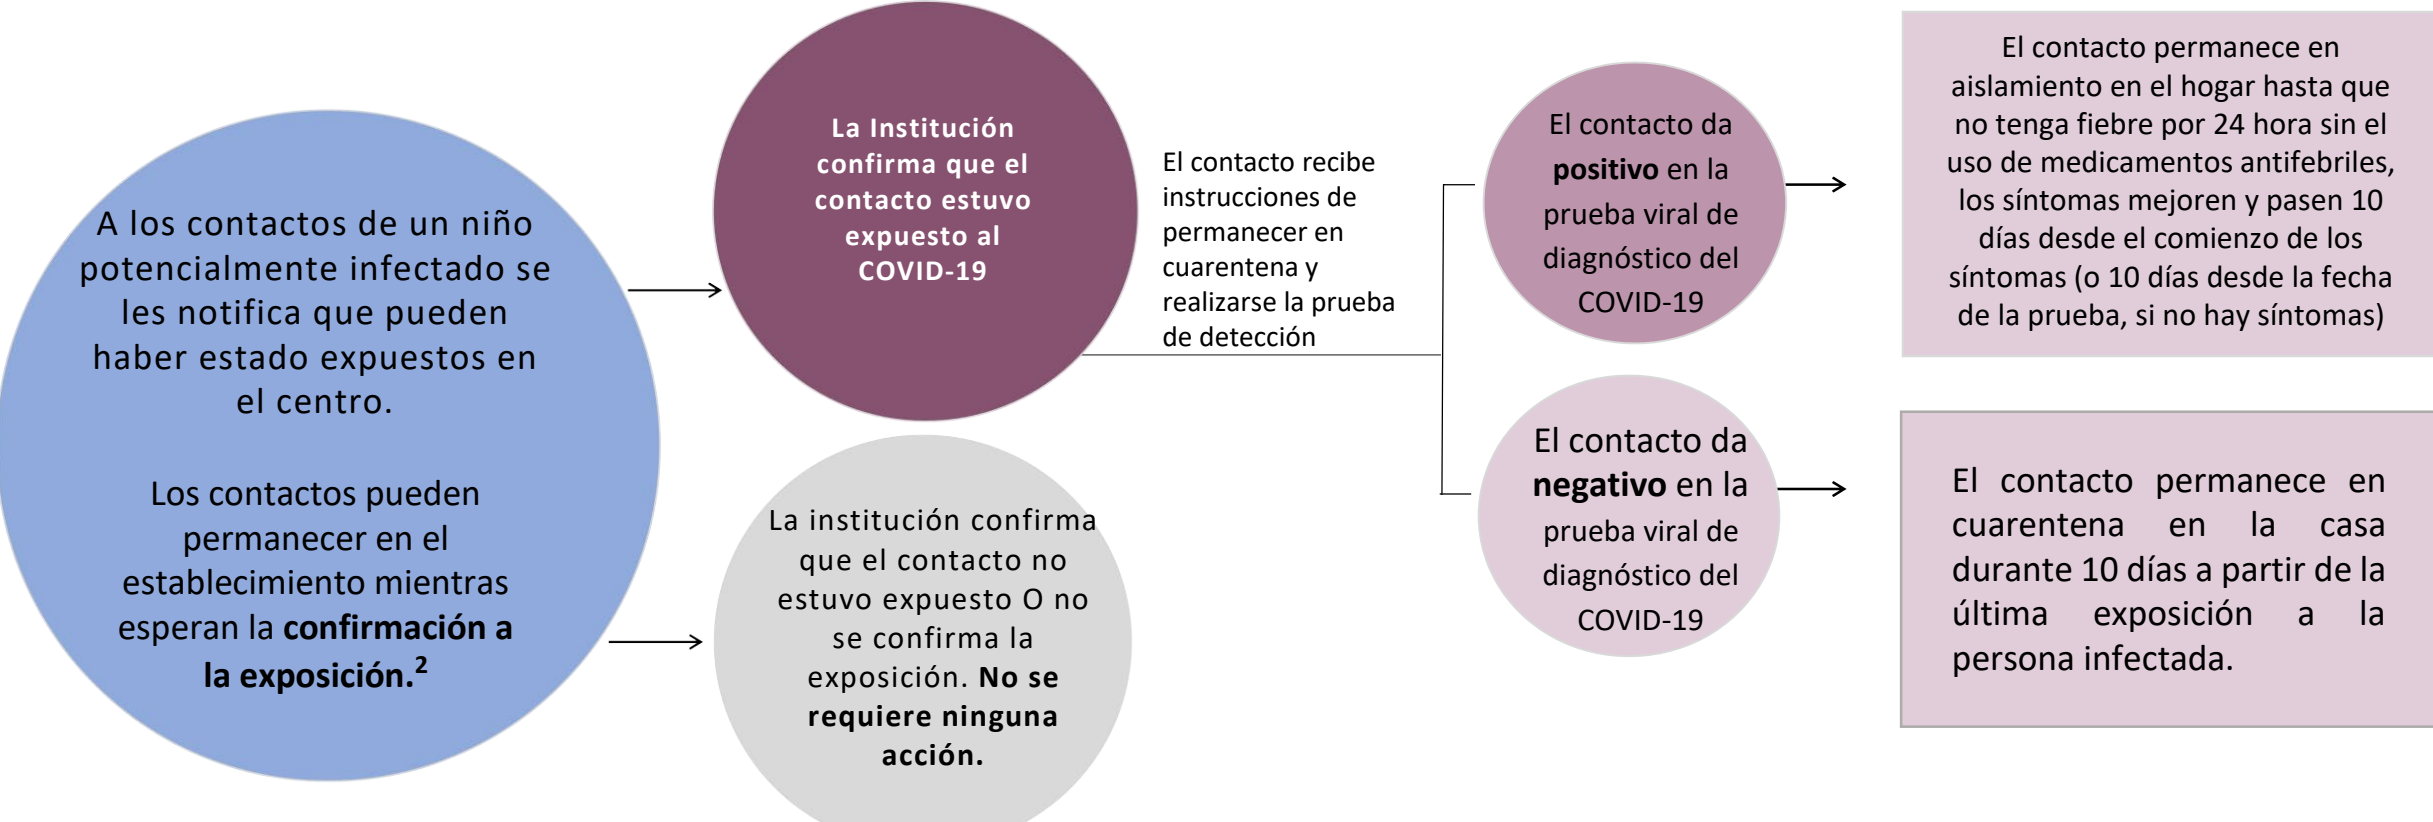 A los contactos de un niño
potencialmente infectado se
les notifica que pueden
haber estado expuestos en
el centro.
Los contactos pueden
permanecer en el
establecimiento mientras
esperan la confirmación a
la exposición.²
La Institución
confirma que el
contacto estuvo
expuesto al
COVID-19
La institución confirma
que el contacto no
estuvo expuesto O no
se confirma la
exposición. No se
requiere ninguna
acción.
El contacto recibe
instrucciones de
permanecer en
cuarentena y
realizarse la prueba
de detección
El contacto da
positivo en la
prueba viral de
diagnóstico del
COVID-19
El contacto permanece en
aislamiento en el hogar hasta que
no tenga fiebre por 24 hora sin el
uso de medicamentos antifebriles,
los síntomas mejoren y pasen 10
días desde el comienzo de los
síntomas (o 10 días desde la fecha
de la prueba, si no hay síntomas)
El contacto da
negativo en la
prueba viral de
diagnóstico del
COVID-19
El contacto permanece en
cuarentena en la casa
durante 10 días a partir de la
última exposición a la
persona infectada.